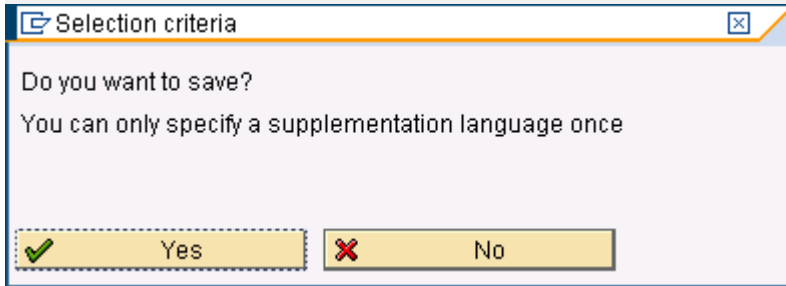 Selection criteria
Do you want to save?
You can only specify a supplementation language once
Yes
No